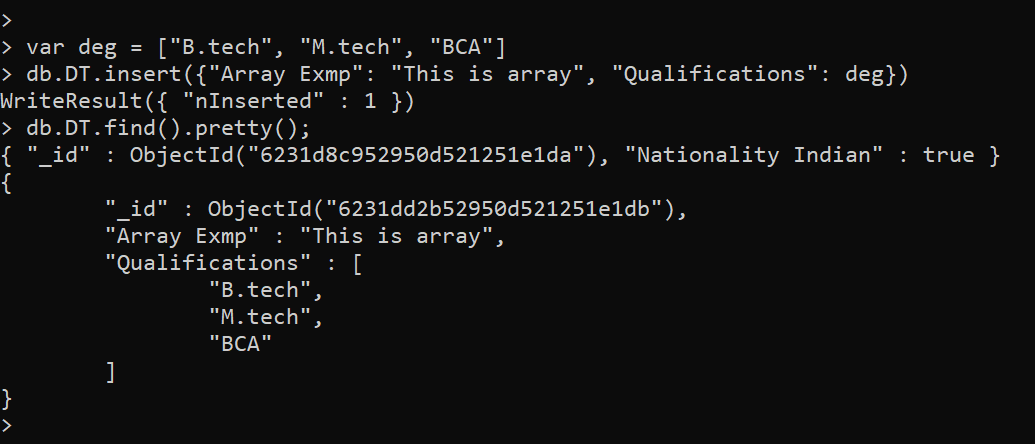 >
> var deg = ["B.tech", "M.tech", "BCA"]
> db.DT.insert({"Array Exmp": "This is array", "Qualifications": deg})
WriteResult({ "nInserted" : 1 })
> db.DT.find().pretty();
{ "_id" : ObjectId("6231d8c952950d521251e1da"), "Nationality Indian" : true }
{
        "_id" : ObjectId("6231dd2b52950d521251e1db"),
        "Array Exmp" : "This is array",
        "Qualifications" : [
                "B.tech",
                "M.tech",
                "BCA"
        ]
}
>